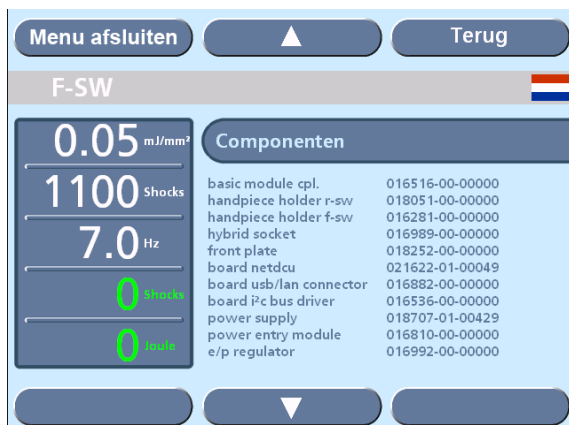 Menu afsluiten
Terug
F-SW
0.05 mJ/mm²
1100 Shocks
7.0 Hz
0 Shocks
0 Joule
Componenten
basic module cpl. 016516-00-00000
handpiece holder r-sw 018051-00-00000
handpiece holder f-sw 016281-00-00000
hybrid socket 016989-00-00000
front plate 018252-00-00000
board netdcu 021622-01-00049
board usb/lan connector 016882-00-00000
board i²c bus driver 016536-00-00000
power supply 018707-01-00429
power entry module 016810-00-00000
e/p regulator 016992-00-00000